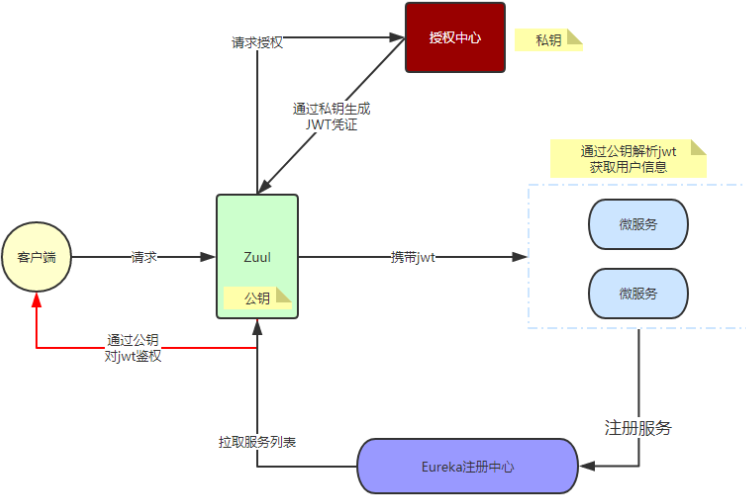 请求授权
授权中心
私钥
通过私钥生成
JWT凭证
通过公钥解析jwt
获取用户信息
微服务
客户端
请求
Zuul
携带jwt
微服务
公钥
通过公钥
对jwt鉴权
注册服务
拉取服务列表
Eureka注册中心